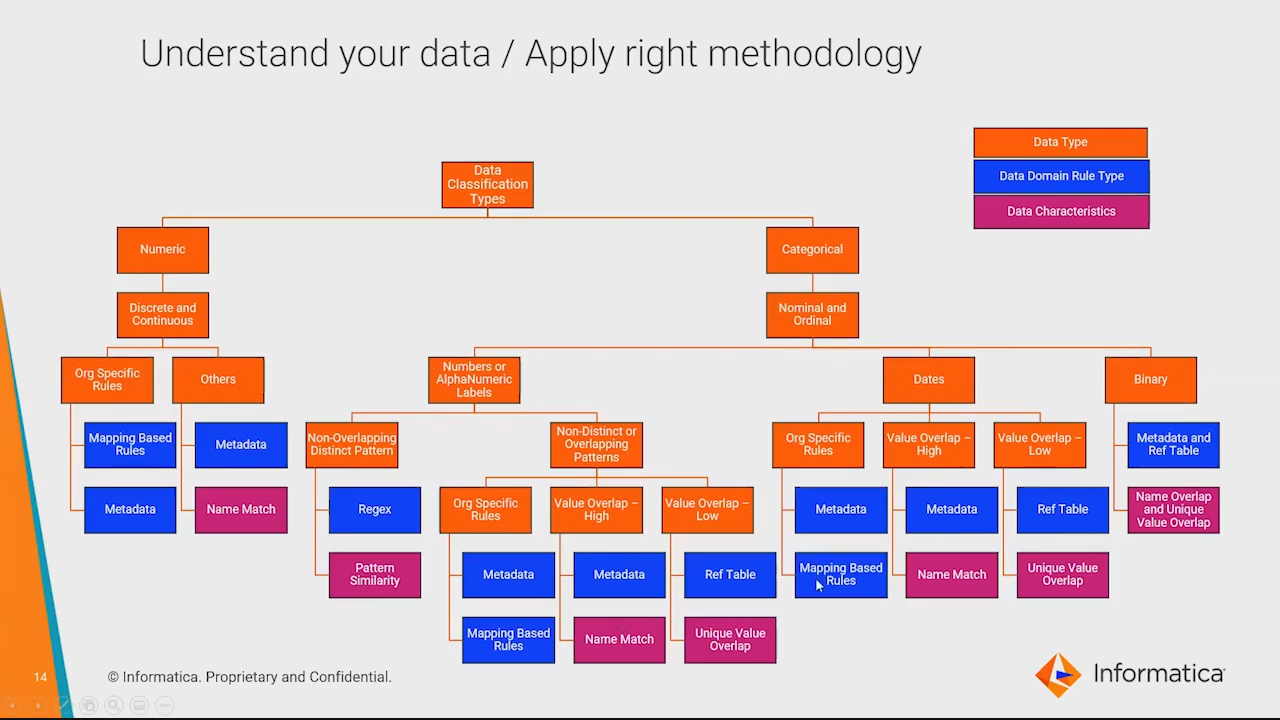 Understand your data / Apply right methodology
Data Type
Data Domain Rule Type
Data Characteristics
Data
Classification
Types
Numeric
Categorical
Discrete and
Continuous
Nominal and
Ordinal
Org Specific
Rules
Others
Numbers or
AlphaNumeric
Labels
Dates
Binary
Mapping Based
Rules
Metadata
Non-Overlapping
Distinct Pattern
Non-Distinct or
Overlapping
Patterns
Org Specific
Rules
Value Overlap –
High
Value Overlap –
Low
Metadata and
Ref Table
Metadata
Name Match
Regex
Org Specific
Rules
Value Overlap –
High
Value Overlap –
Low
Metadata
Metadata
Ref Table
Name Overlap
and Unique
Value Overlap
Pattern
Similarity
Metadata
Metadata
Ref Table
Mapping Based
Rules
Name Match
Unique Value
Overlap
Mapping Based
Rules
Name Match
Unique Value
Overlap
14
© Informatica. Proprietary and Confidential.
Informatica